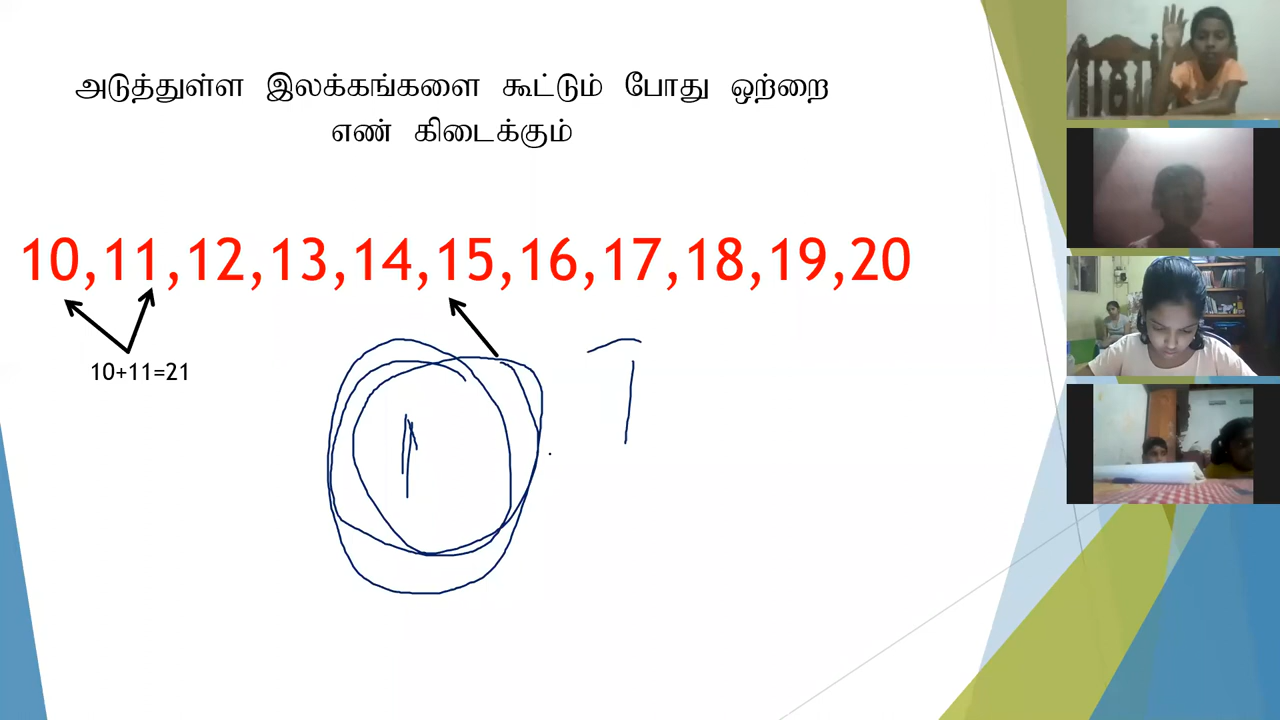 அடுத்துள்ள இலக்கங்களை கூட்டும் போது ஒற்றை
எண் கிடைக்கும்
10,11,12,13,14,15,16,17,18,19,20
10+11=21